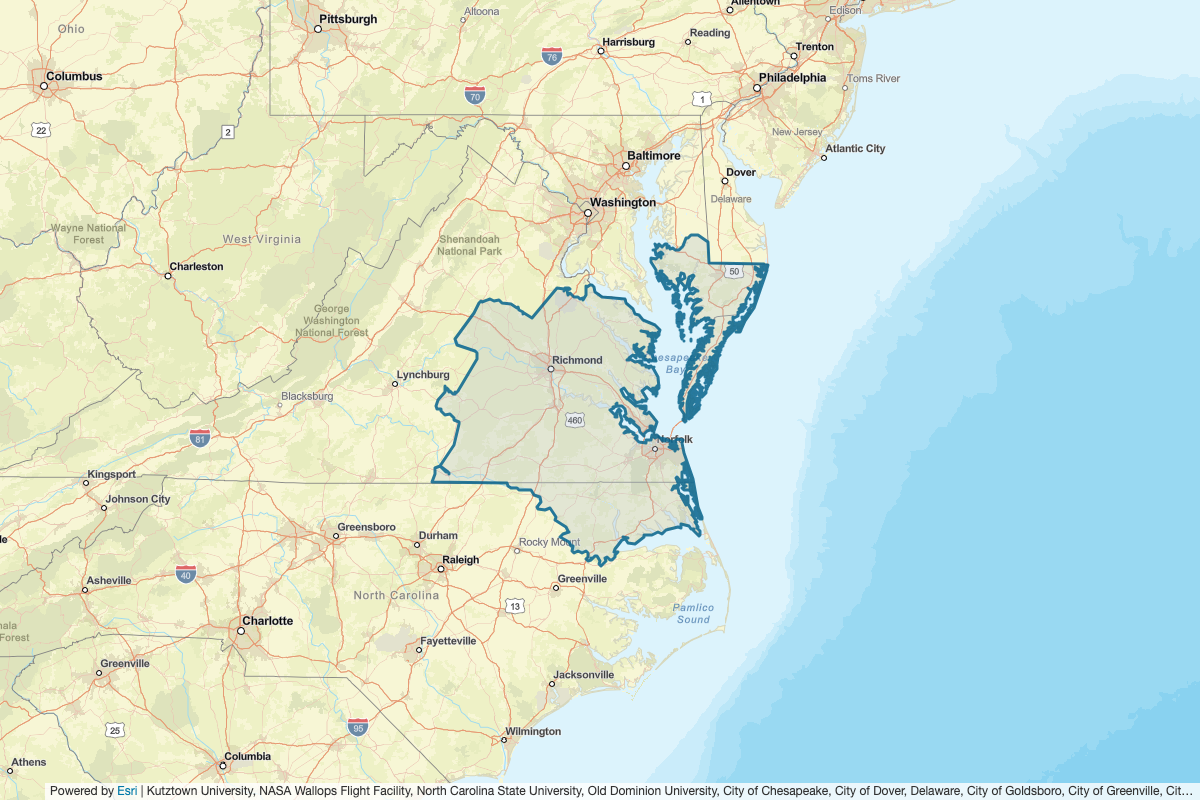 Allentown
Edison
Pittsburgh
Altoona
Ohio
Reading
Harrisburg
Trenton
76
Columbus
Philadelphia
Toms River
70
1
22
2
New Jersey
Atlantic City
Baltimore
Dover
Delaware
Washington
Wayne National
Forest
West Virginia
Shenandoah
National Park
Charleston
50
George
Washington
National Forest
Richmond
Bay
Lynchburg
Blacksburg
460
81
Norfolk
Kingsport
Johnson City
Greensboro
Durham
Rocky Mount
Raleigh
40
Asheville
Greenville
North Carolina
13
Pamlico
Sound
Charlotte
Forest
Fayetteville
Greenville
Jacksonville
25
95
Wilmington
Columbia
Athens
Powered by Esri | Kutztown University, NASA Wallops Flight Facility, North Carolina State University, Old Dominion University, City of Chesapeake, City of Dover, Delaware, City of Goldsboro, City of Greenville, Cit...